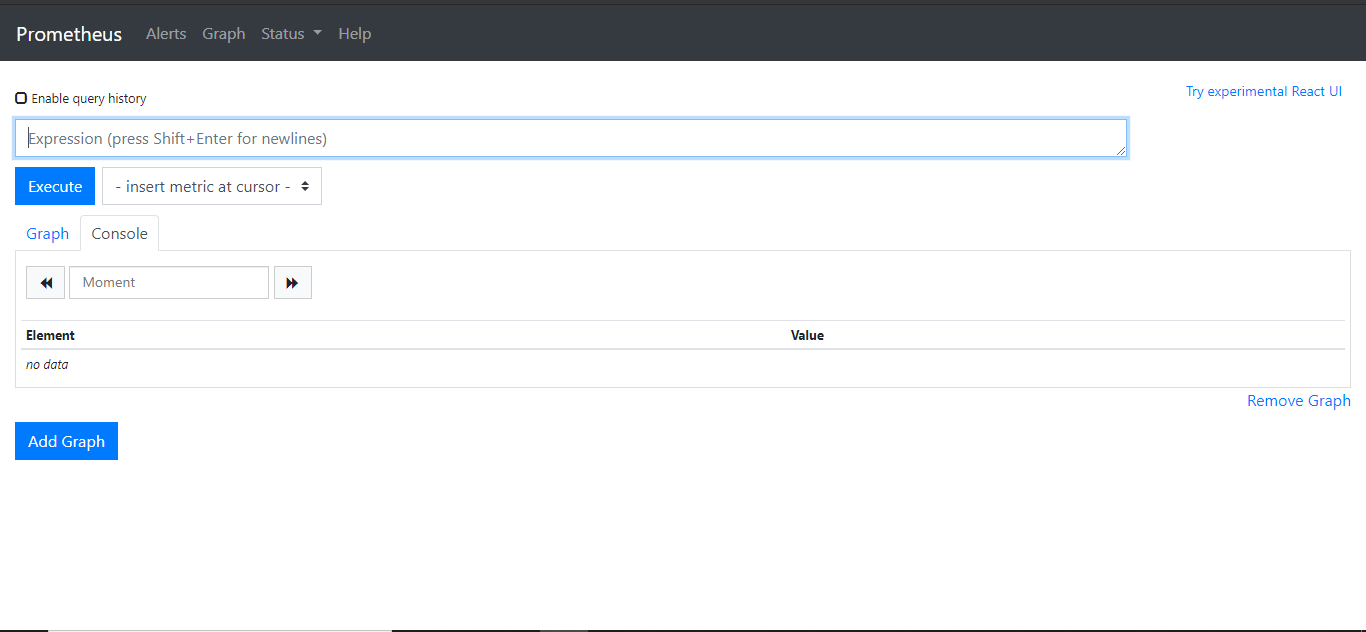 Prometheus Alerts Graph Status Help
Enable query history
Try experimental React UI
Expression (press Shift+Enter for newlines)
Execute - insert metric at cursor -
Graph Console
Moment
Element Value
no data
Remove Graph
Add Graph